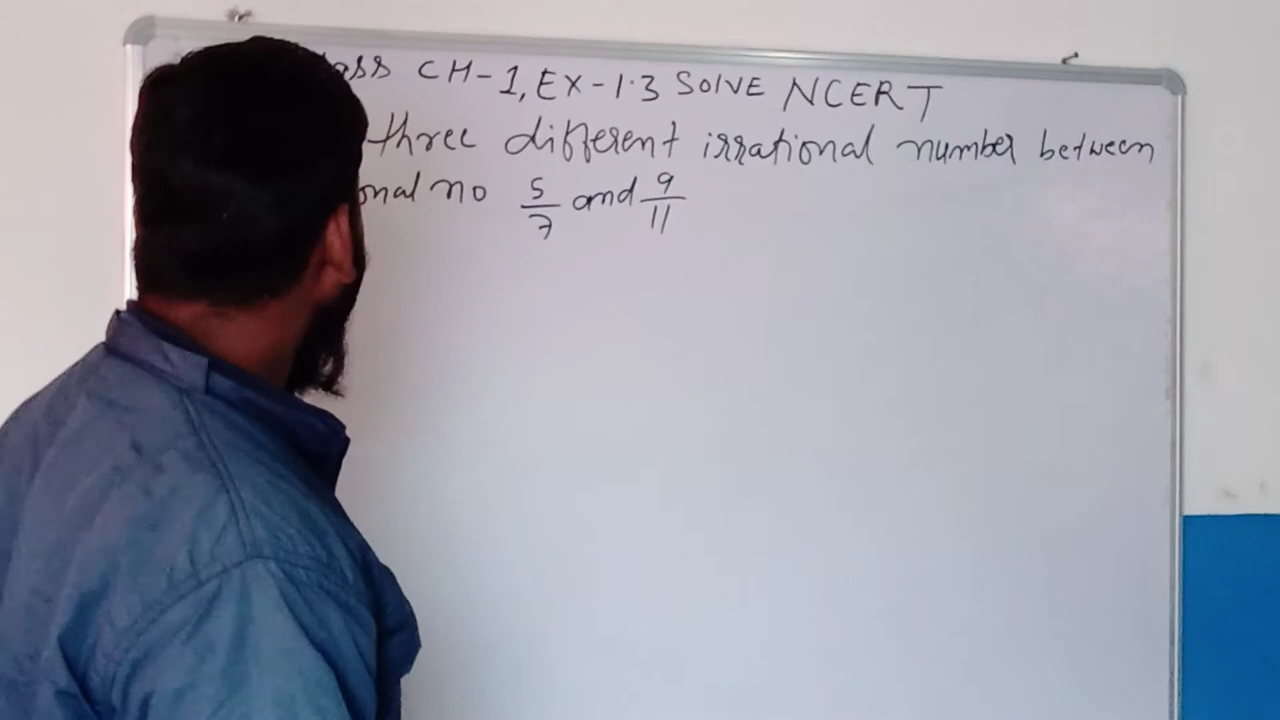 CH-1, EX-1.3 SOLVE NCERT
three different irrational number between
no 5/7 and 9/11